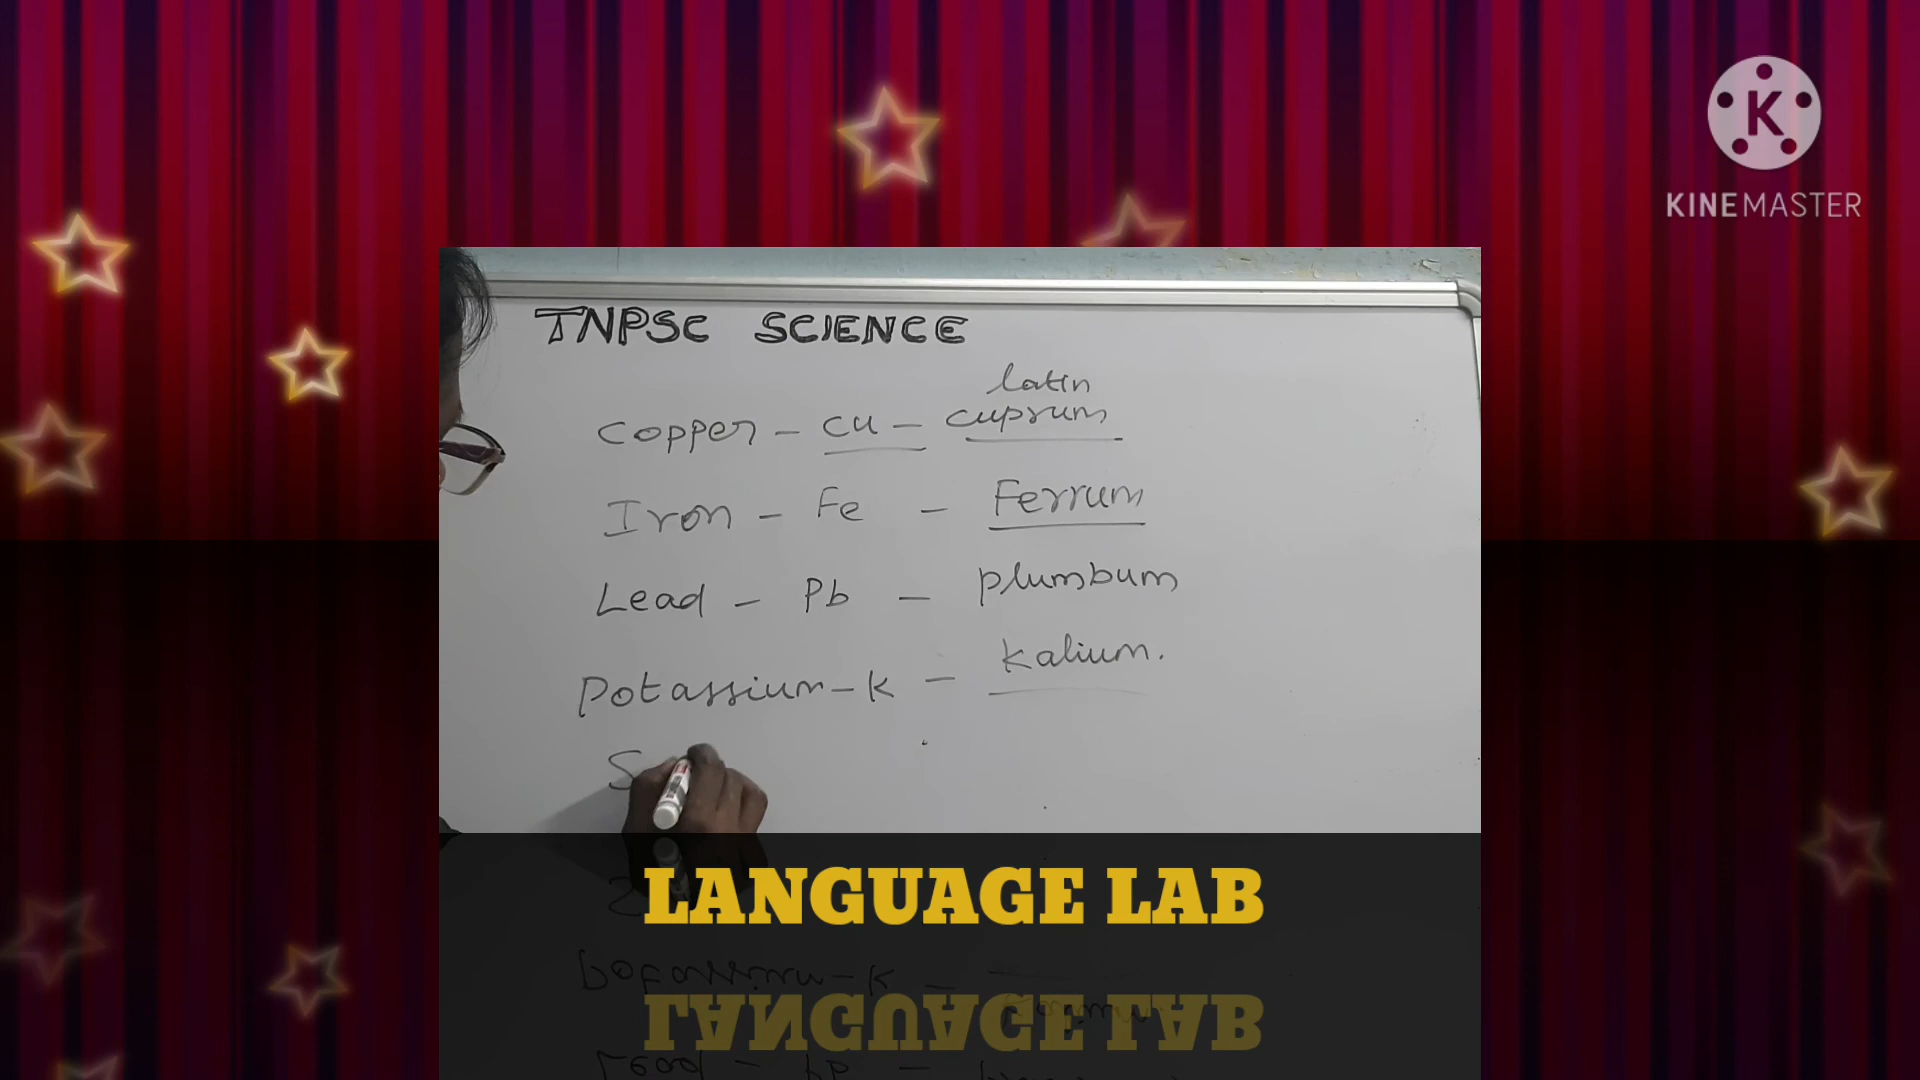 KINEMASTER
TNPSC SCIENCE
latin
Copper - Cu - Cuprum
Iron - Fe - Ferrum
Lead - Pb - Plumbum
Potassium - K - Kalium.
S
LANGUAGE LAB